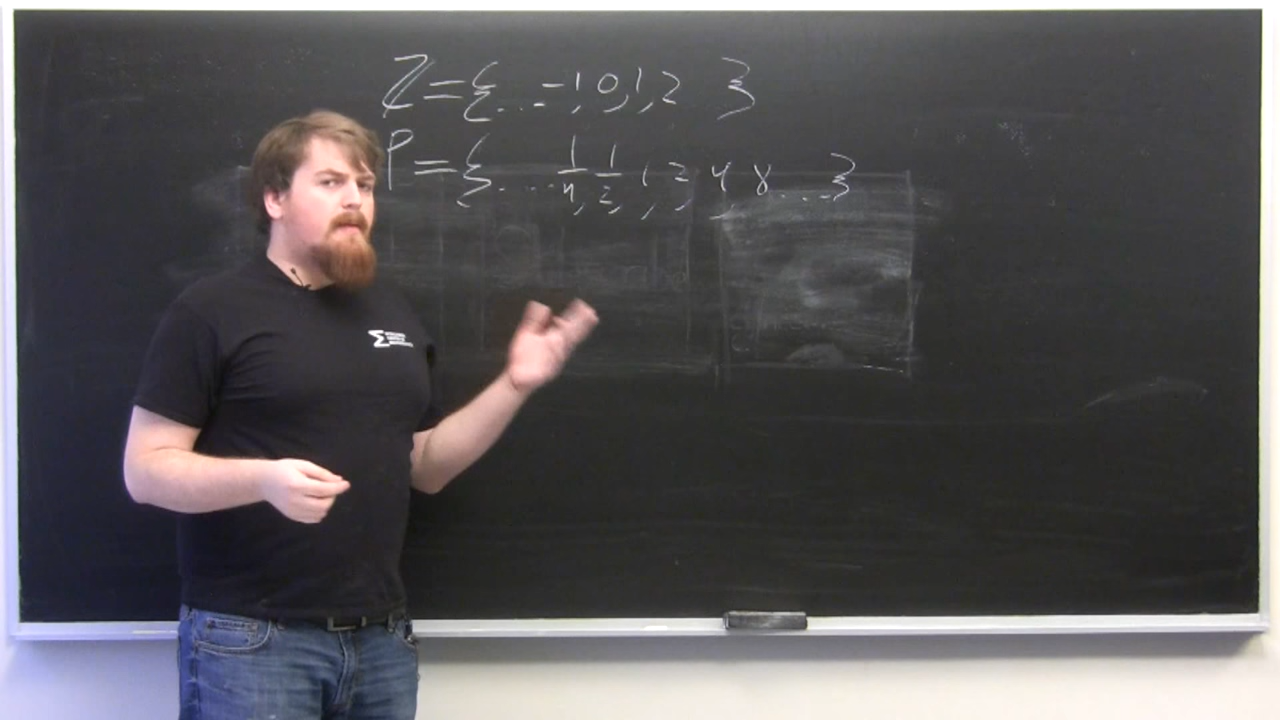 Z = {... -1, 0, 1, 2 }
P = {.... 1/4, 1/2, 1, 2, 4, 8 ... }